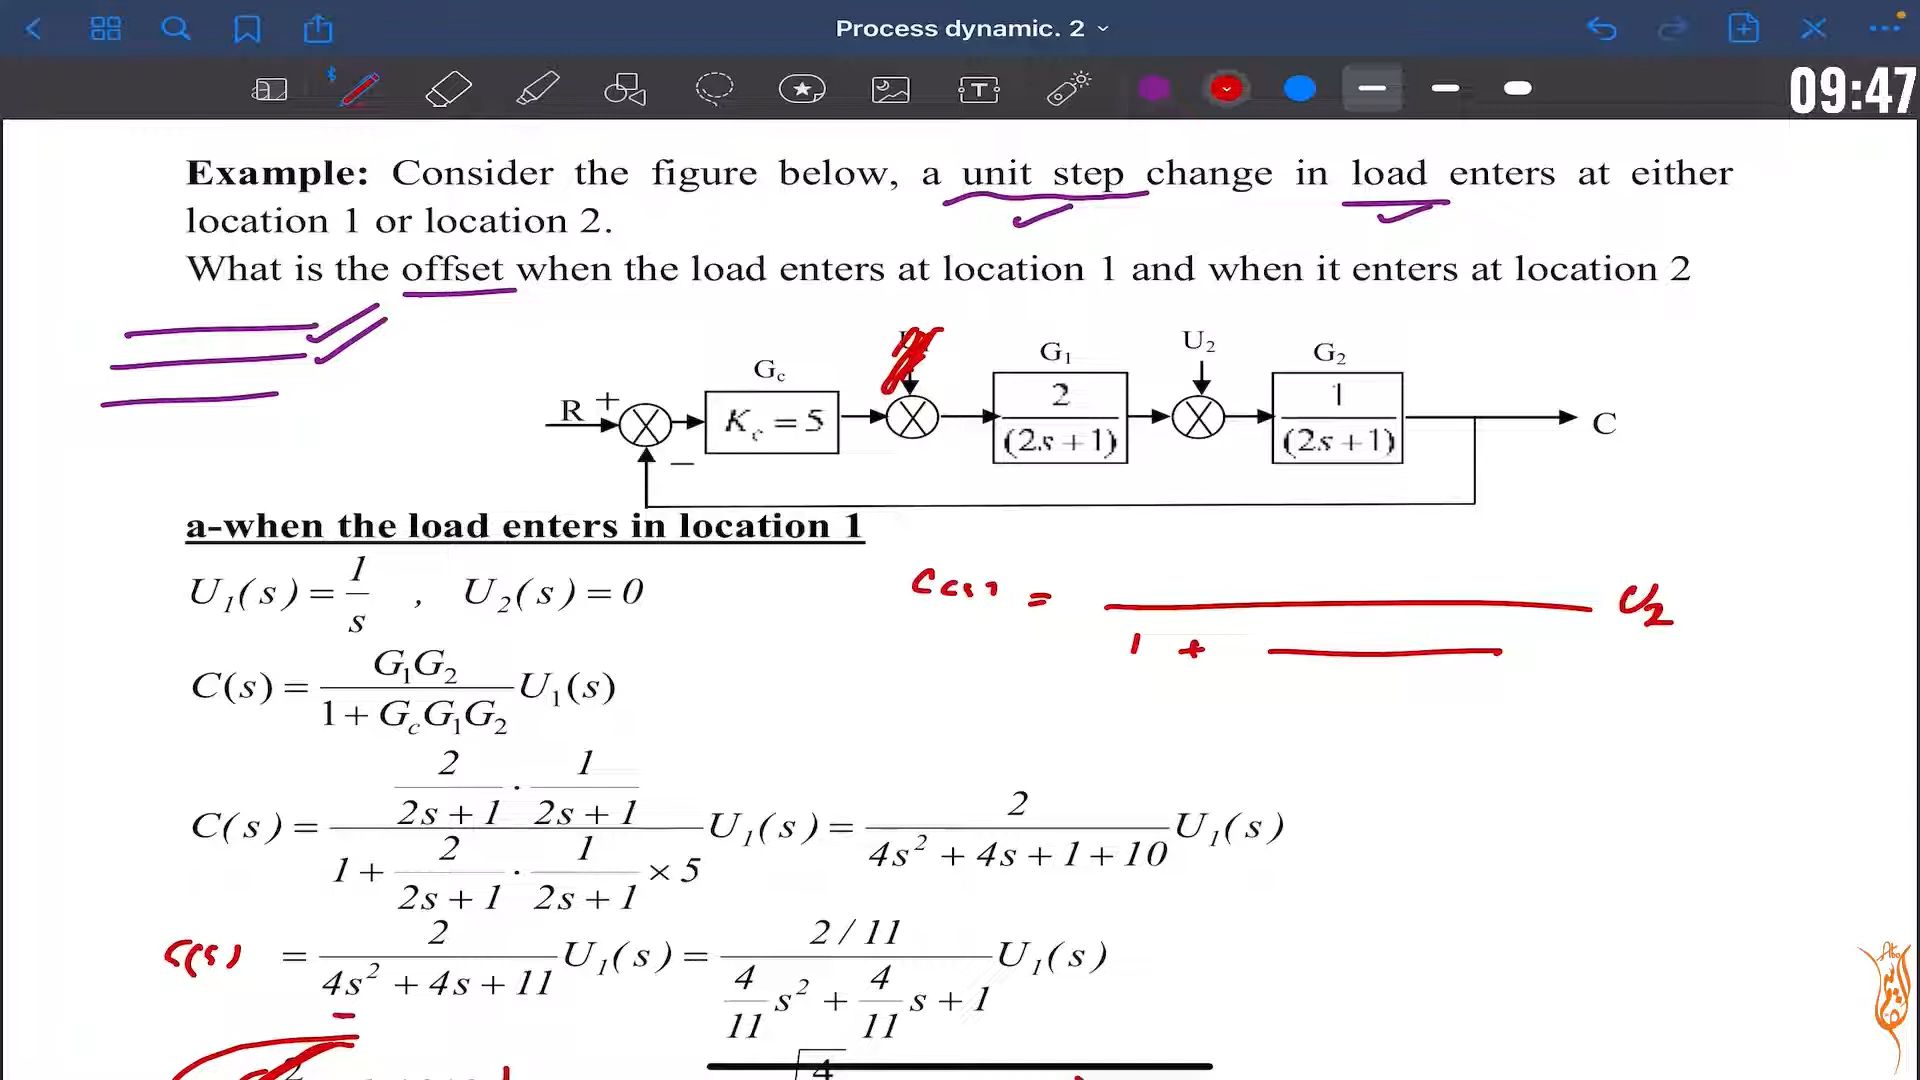 Process dynamic. 2
09:47
Example: Consider the figure below, a unit step change in load enters at either
location 1 or location 2.
What is the offset when the load enters at location 1 and when it enters at location 2
R + − G_c K_c = 5 G_1 2/(2s+1) U_2 G_2 1/(2s+1) C
a-when the load enters in location 1
U_1(s) = 1/s , U_2(s) = 0
C(s) = ———— / (1 + ————) U_2
C(s) = G_1G_2 / (1 + G_cG_1G_2) U_1(s)
C(s) = (2/(2s+1) · 1/(2s+1)) / (1 + 2/(2s+1) · 1/(2s+1) × 5) U_1(s) = 2/(4s² + 4s + 1 + 10) U_1(s)
C(s) = 2/(4s² + 4s + 11) U_1(s) = (2/11) / (4/11 s² + 4/11 s + 1) U_1(s)